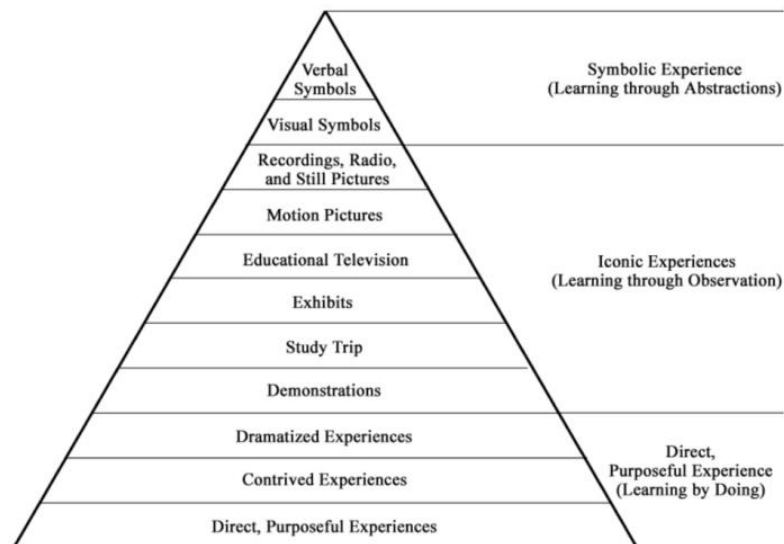 Verbal
Symbols
Visual Symbols
Recordings, Radio,
and Still Pictures
Motion Pictures
Educational Television
Exhibits
Study Trip
Demonstrations
Dramatized Experiences
Contrived Experiences
Direct, Purposeful Experiences
Symbolic Experience
(Learning through Abstractions)
Iconic Experiences
(Learning through Observation)
Direct,
Purposeful Experience
(Learning by Doing)